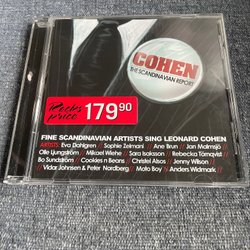 COHEN
THE SCANDINAVIAN REPORT
Rocks
price
179 90
FINE SCANDINAVIAN ARTISTS SING LEONARD COHEN
ARTISTS: Eva Dahlgren // Sophie Zelmani // Ane Brun // Jan Malmsjö
Olle Ljungström // Mikael Wiehe // Sara Isaksson // Rebecka Törnqvist
Bo Sundström // Cookies n Beans // Christel Alsos // Jenny Wilson
Vidar Johnsen & Peter Nordberg // Moto Boy // Anders Widmark //